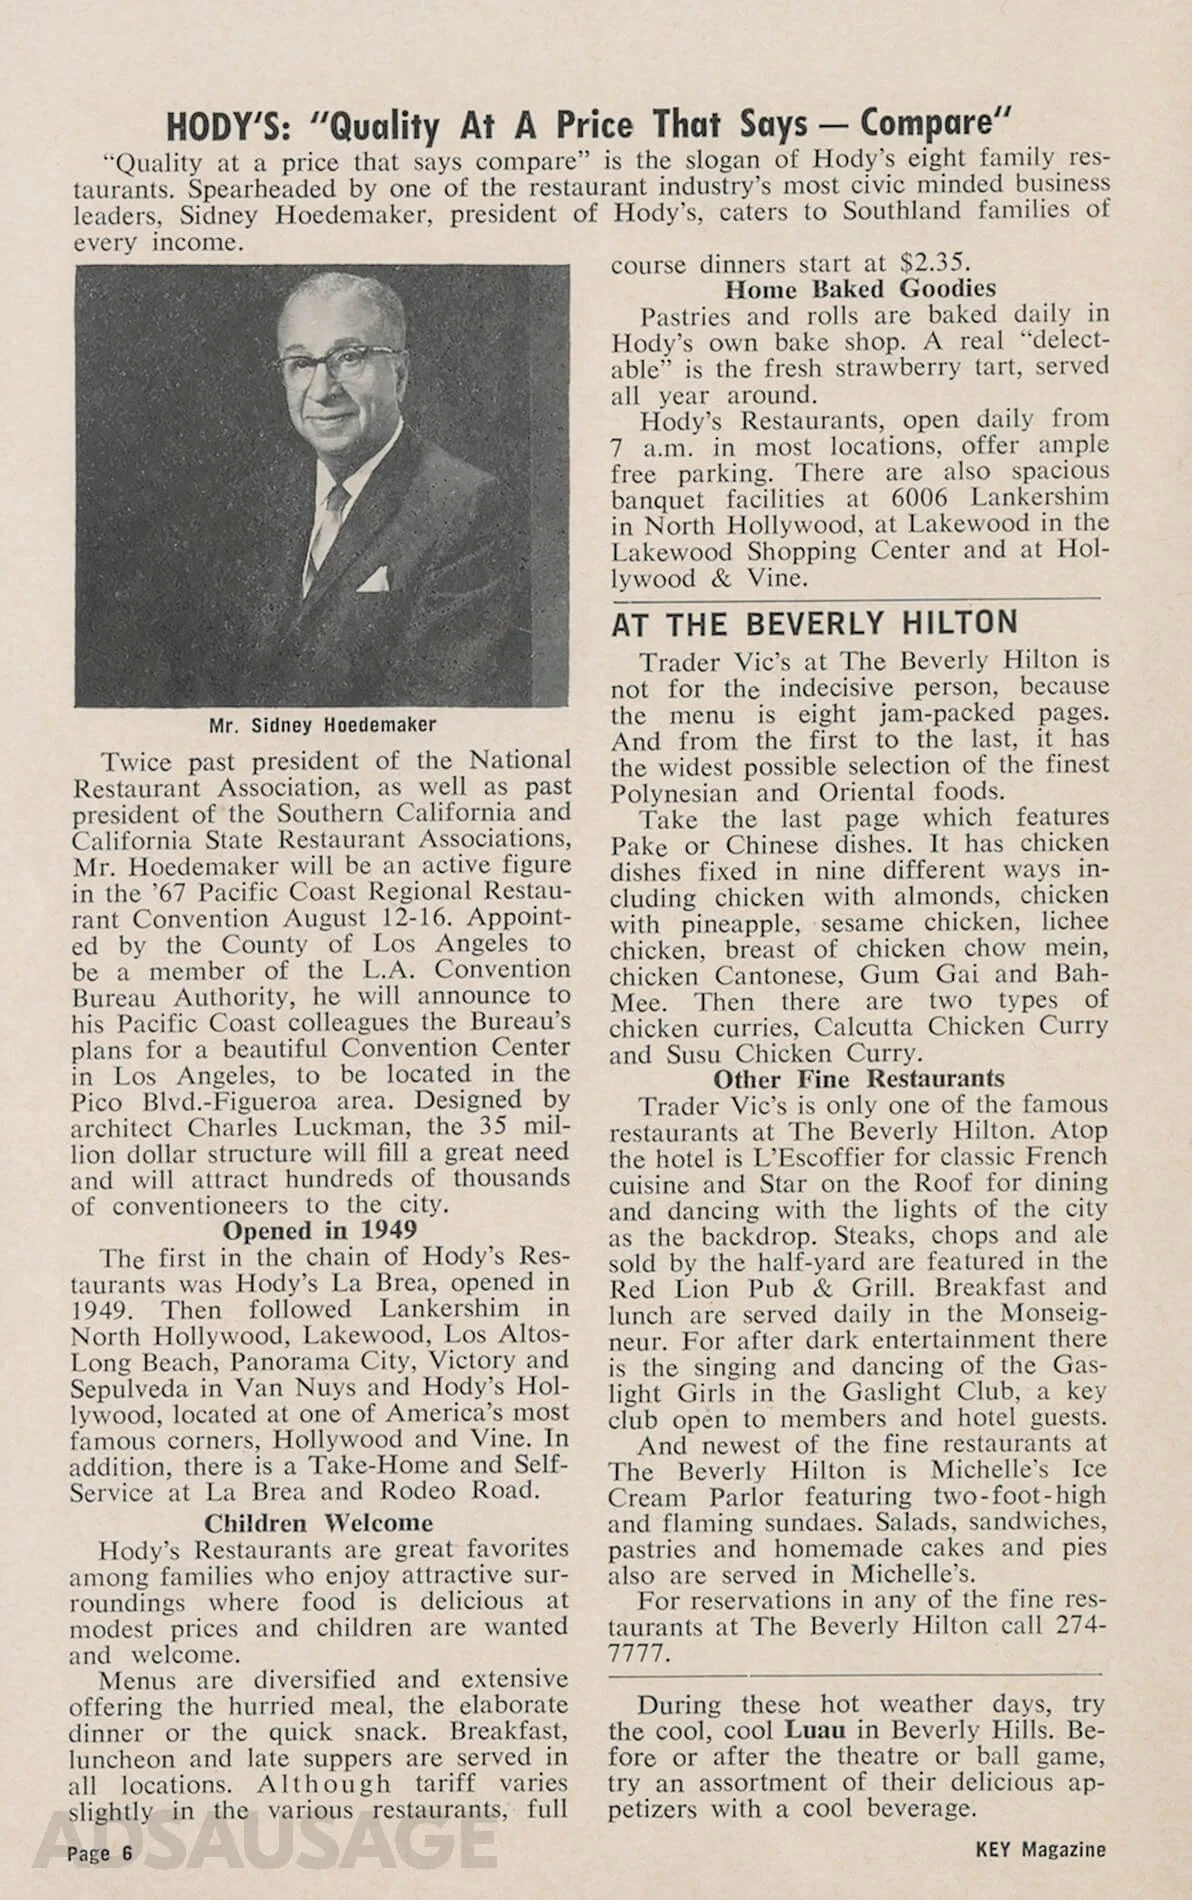 HODY'S: "Quality At A Price That Says — Compare"
“Quality at a price that says compare” is the slogan of Hody’s eight family res-
taurants. Spearheaded by one of the restaurant industry’s most civic minded business
leaders, Sidney Hoedemaker, president of Hody’s, caters to Southland families of
every income.
Mr. Sidney Hoedemaker
Twice past president of the National
Restaurant Association, as well as past
president of the Southern California and
California State Restaurant Associations,
Mr. Hoedemaker will be an active figure
in the ’67 Pacific Coast Regional Restau-
rant Convention August 12-16. Appoint-
ed by the County of Los Angeles to
be a member of the L.A. Convention
Bureau Authority, he will announce to
his Pacific Coast colleagues the Bureau’s
plans for a beautiful Convention Center
in Los Angeles, to be located in the
Pico Blvd.-Figueroa area. Designed by
architect Charles Luckman, the 35 mil-
lion dollar structure will fill a great need
and will attract hundreds of thousands
of conventioneers to the city.
Opened in 1949
The first in the chain of Hody’s Res-
taurants was Hody’s La Brea, opened in
1949. Then followed Lankershim in
North Hollywood, Lakewood, Los Altos-
Long Beach, Panorama City, Victory and
Sepulveda in Van Nuys and Hody’s Hol-
lywood, located at one of America’s most
famous corners, Hollywood and Vine. In
addition, there is a Take-Home and Self-
Service at La Brea and Rodeo Road.
Children Welcome
Hody’s Restaurants are great favorites
among families who enjoy attractive sur-
roundings where food is delicious at
modest prices and children are wanted
and welcome.
Menus are diversified and extensive
offering the hurried meal, the elaborate
dinner or the quick snack. Breakfast,
luncheon and late suppers are served in
all locations. Although tariff varies
slightly in the various restaurants, full
course dinners start at $2.35.
Home Baked Goodies
Pastries and rolls are baked daily in
Hody’s own bake shop. A real “delect-
able” is the fresh strawberry tart, served
all year around.
Hody’s Restaurants, open daily from
7 a.m. in most locations, offer ample
free parking. There are also spacious
banquet facilities at 6006 Lankershim
in North Hollywood, at Lakewood in the
Lakewood Shopping Center and at Hol-
lywood & Vine.
AT THE BEVERLY HILTON
Trader Vic’s at The Beverly Hilton is
not for the indecisive person, because
the menu is eight jam-packed pages.
And from the first to the last, it has
the widest possible selection of the finest
Polynesian and Oriental foods.
Take the last page which features
Pake or Chinese dishes. It has chicken
dishes fixed in nine different ways in-
cluding chicken with almonds, chicken
with pineapple, sesame chicken, lichee
chicken, breast of chicken chow mein,
chicken Cantonese, Gum Gai and Bah-
Mee. Then there are two types of
chicken curries, Calcutta Chicken Curry
and Susu Chicken Curry.
Other Fine Restaurants
Trader Vic’s is only one of the famous
restaurants at The Beverly Hilton. Atop
the hotel is L’Escoffier for classic French
cuisine and Star on the Roof for dining
and dancing with the lights of the city
as the backdrop. Steaks, chops and ale
sold by the half-yard are featured in the
Red Lion Pub & Grill. Breakfast and
lunch are served daily in the Monseig-
neur. For after dark entertainment there
is the singing and dancing of the Gas-
light Girls in the Gaslight Club, a key
club open to members and hotel guests.
And newest of the fine restaurants at
The Beverly Hilton is Michelle’s Ice
Cream Parlor featuring two-foot-high
and flaming sundaes. Salads, sandwiches,
pastries and homemade cakes and pies
also are served in Michelle’s.
For reservations in any of the fine res-
taurants at The Beverly Hilton call 274-
7777.
During these hot weather days, try
the cool, cool Luau in Beverly Hills. Be-
fore or after the theatre or ball game,
try an assortment of their delicious ap-
petizers with a cool beverage.
ADSAUSAGE
Page 6
KEY Magazine